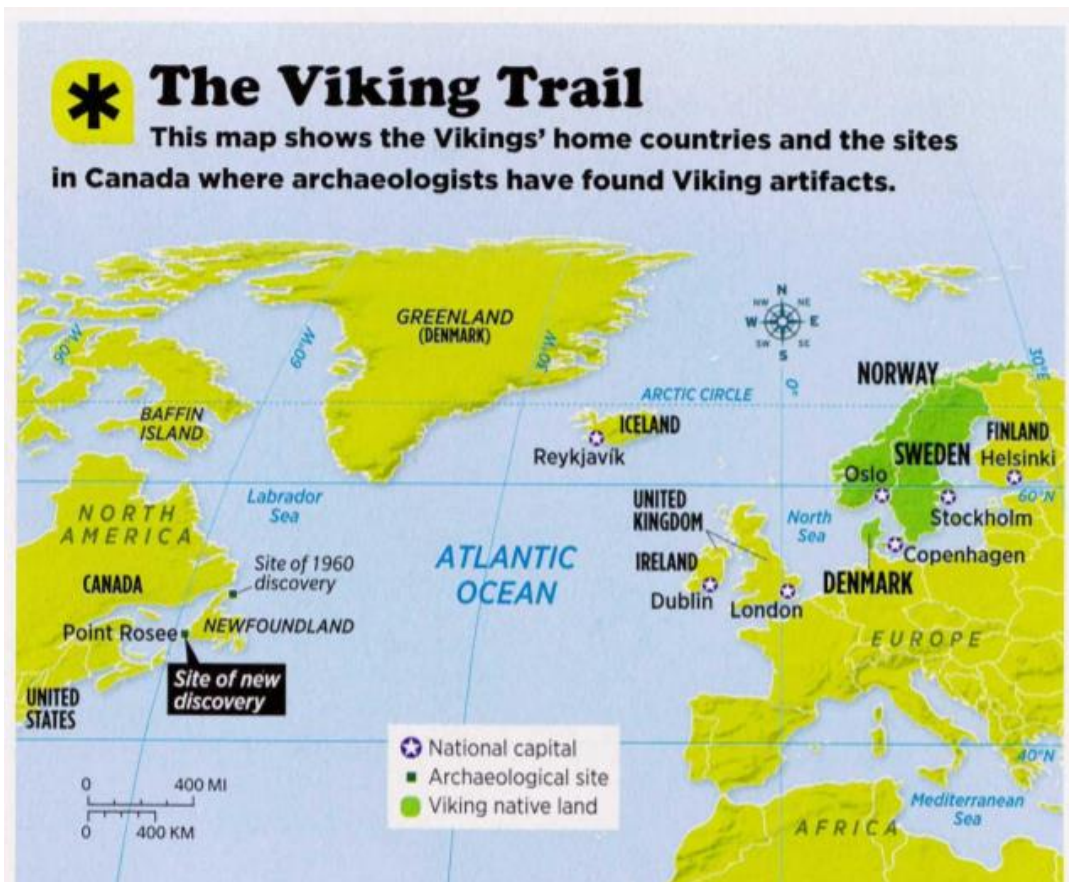 * The Viking Trail
This map shows the Vikings' home countries and the sites
in Canada where archaeologists have found Viking artifacts.
GREENLAND
(DENMARK)
90°W
60°W
30°W
N
NW
NE
W
E
SW
SE
S
0°
30°E
NORWAY
ARCTIC CIRCLE
BAFFIN
ISLAND
ICELAND
Reykjavík
FINLAND
SWEDEN
Helsinki
Oslo
60°N
Labrador
Sea
UNITED
KINGDOM
North
Sea
Stockholm
NORTH
AMERICA
ATLANTIC
OCEAN
Copenhagen
Site of 1960
discovery
IRELAND
CANADA
DENMARK
Dublin
London
Point Rosee
NEWFOUNDLAND
EUROPE
Site of new
discovery
UNITED
STATES
National capital
Archaeological site
Viking native land
40°N
0 400 MI
0 400 KM
Mediterranean
Sea
AFRICA